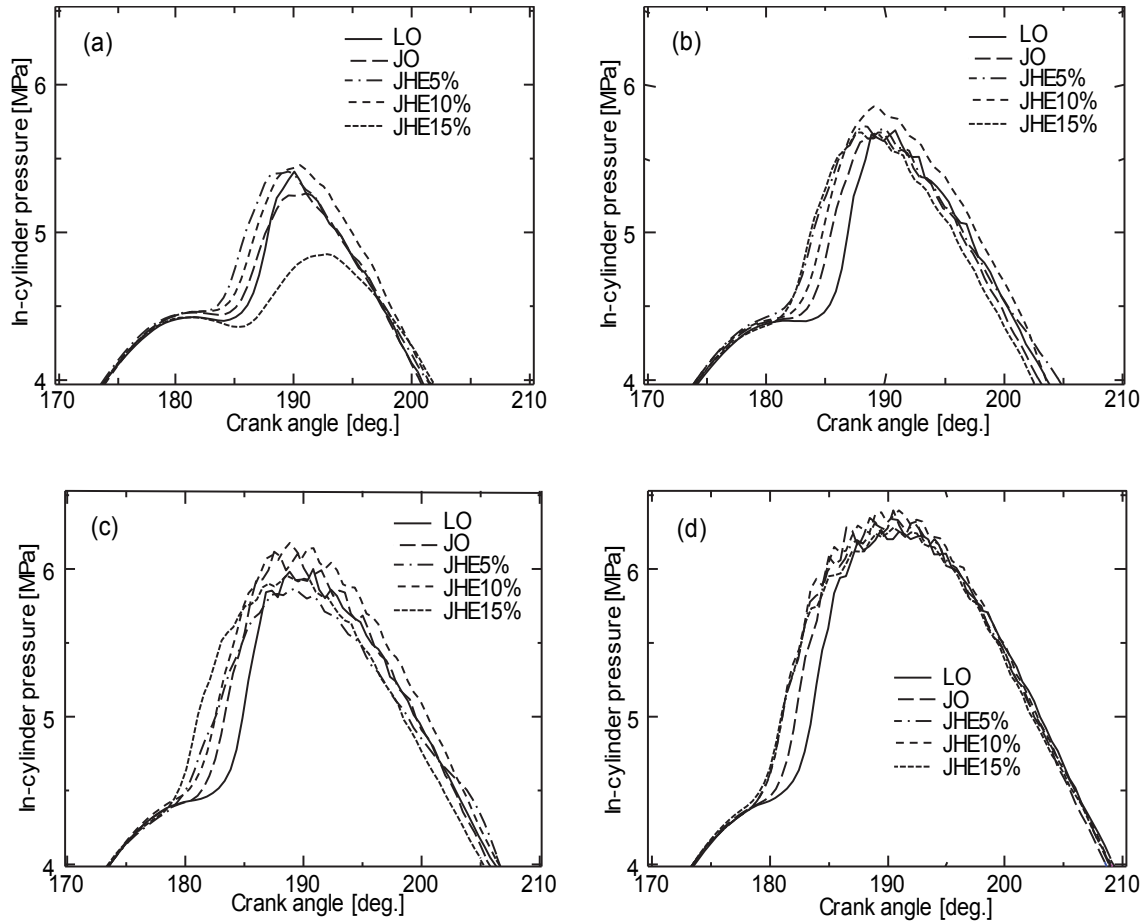 (a)
LO
JO
JHE5%
JHE10%
JHE15%
In-cylinder pressure [MPa]
6
5
4
170 180 190 200 210
Crank angle [deg.]
(b)
LO
JO
JHE5%
JHE10%
JHE15%
In-cylinder pressure [MPa]
6
5
4
170 180 190 200 210
Crank angle [deg.]
(c)
LO
JO
JHE5%
JHE10%
JHE15%
In-cylinder pressure [MPa]
6
5
4
170 180 190 200 210
Crank angle [deg.]
(d)
LO
JO
JHE5%
JHE10%
JHE15%
In-cylinder pressure [MPa]
6
5
4
170 180 190 200 210
Crank angle [deg.]